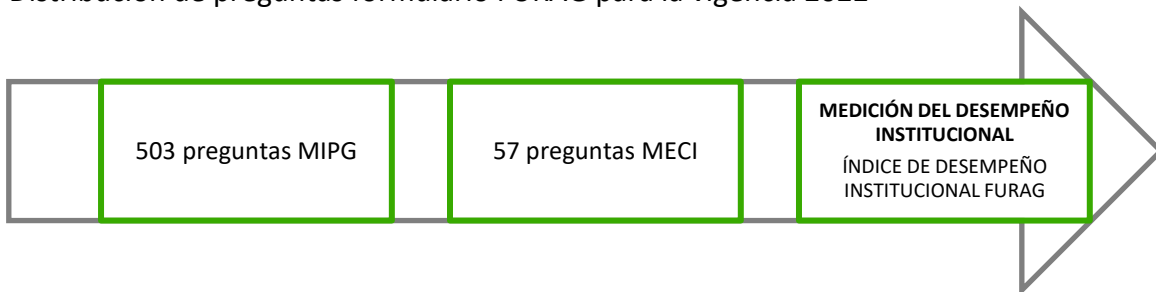 Distribución de preguntas formulario FURAG para la vigencia 2022
503 preguntas MIPG
57 preguntas MECI
MEDICIÓN DEL DESEMPEÑO
INSTITUCIONAL
ÍNDICE DE DESEMPEÑO
INSTITUCIONAL FURAG